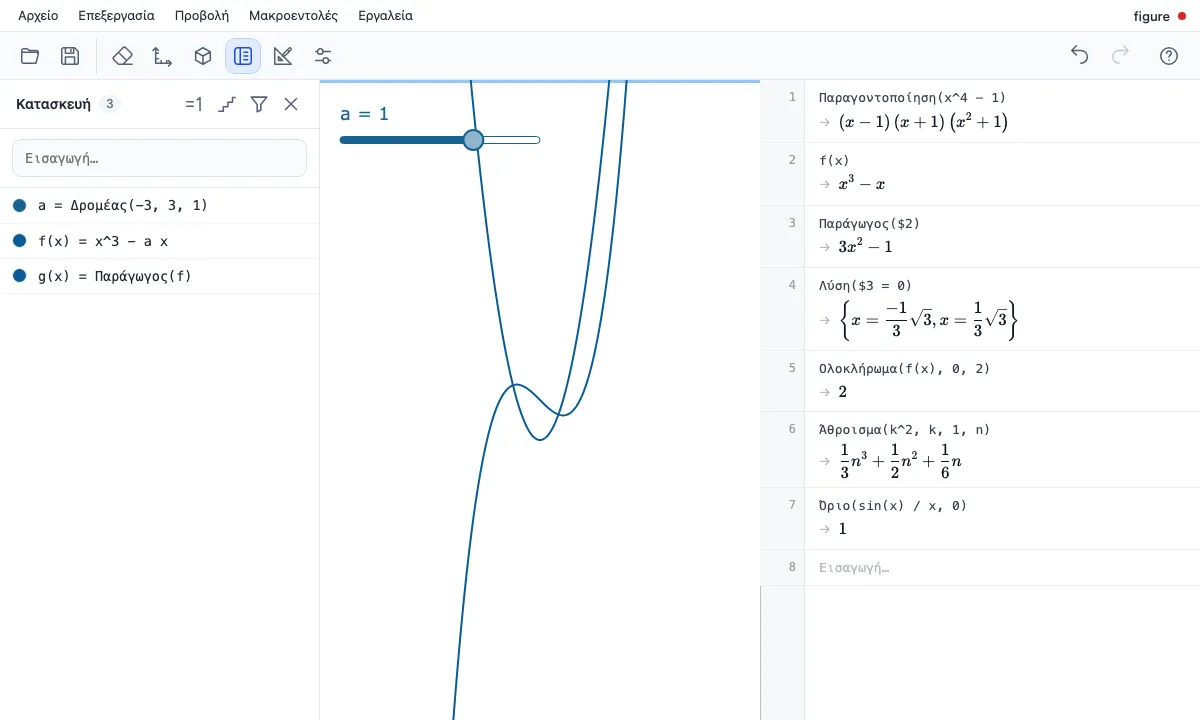 Αρχείο Επεξεργασία Προβολή Μακροεντολές Εργαλεία figure
Κατασκευή 3 =1
Εισαγωγή…
a = Δρομέας(−3, 3, 1)
f(x) = x^3 − a x
g(x) = Παράγωγος(f)
a = 1
1 Παραγοντοποίηση(x^4 − 1)
→ (x − 1) (x + 1) (x² + 1)
2 f(x)
→ x³ − x
3 Παράγωγος($2)
→ 3x² − 1
4 Λύση($3 = 0)
→ {x = −1/3 √3, x = 1/3 √3}
5 Ολοκλήρωμα(f(x), 0, 2)
→ 2
6 Άθροισμα(k^2, k, 1, n)
→ 1/3 n³ + 1/2 n² + 1/6 n
7 Όριο(sin(x) / x, 0)
→ 1
8 Εισαγωγή…